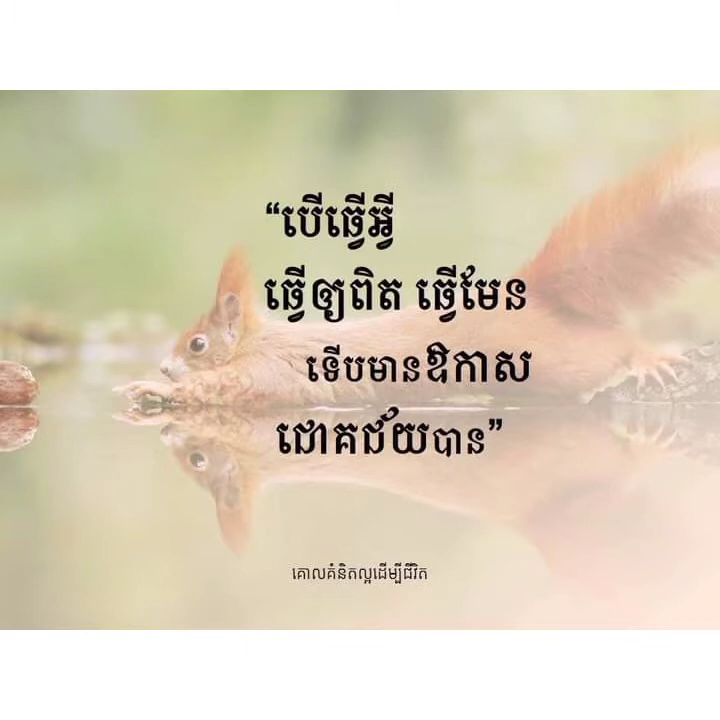 “បើធ្វើអ្វី
ធ្វើឲ្យពិត ធ្វើមែន
ទើបមានឱកាស
ជោគជ័យបាន”
គោលគំនិតល្អដើម្បីជីវិត